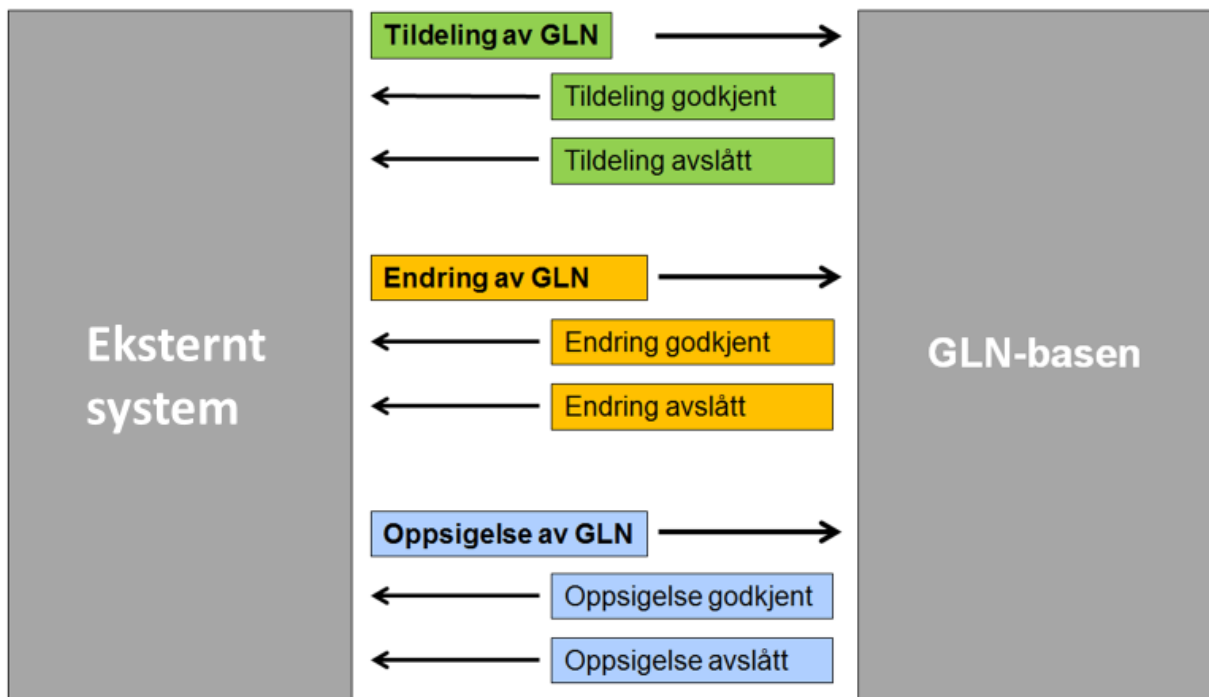 Tildeling av GLN
Tildeling godkjent
Tildeling avslått
Endring av GLN
Endring godkjent
Endring avslått
Eksternt
system
GLN-basen
Oppsigelse av GLN
Oppsigelse godkjent
Oppsigelse avslått